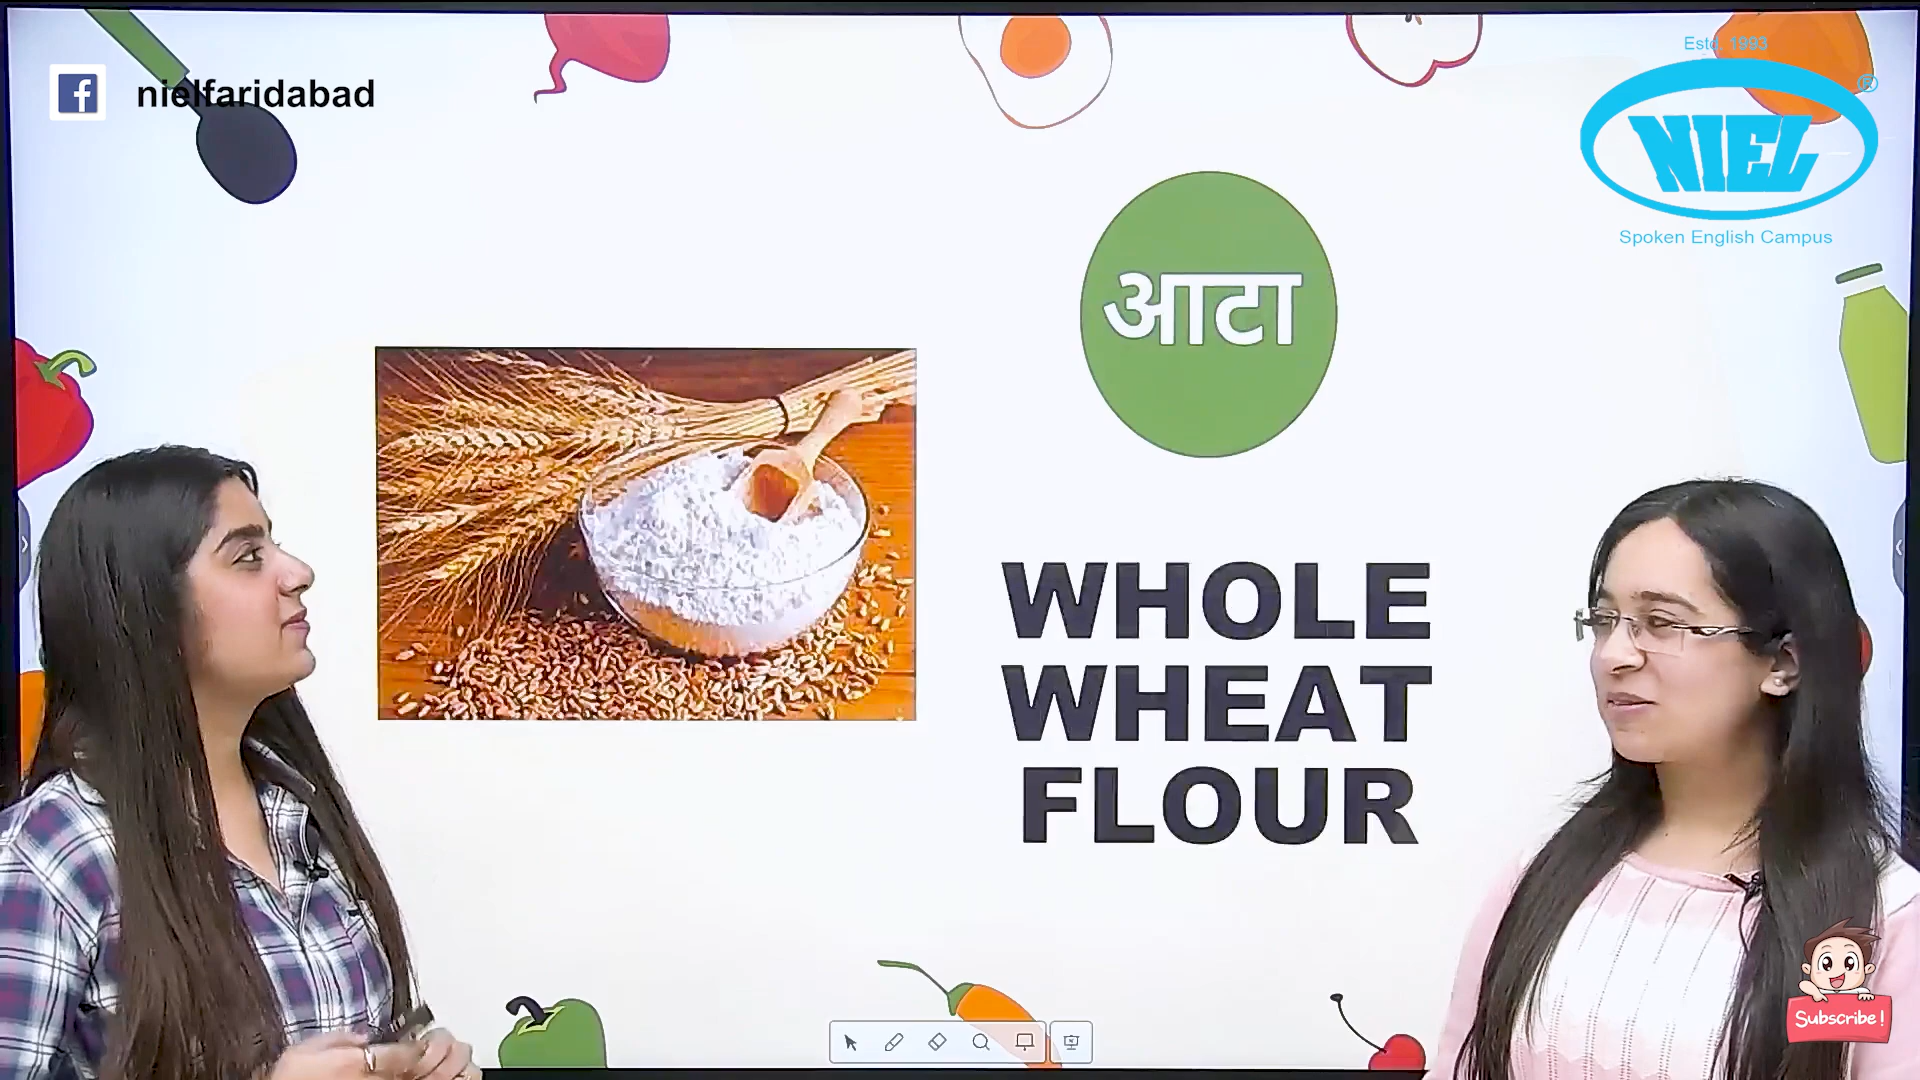 nielfaridabad
Estd. 1993
NIEL
®
Spoken English Campus
आटा
WHOLE
WHEAT
FLOUR
Subscribe !